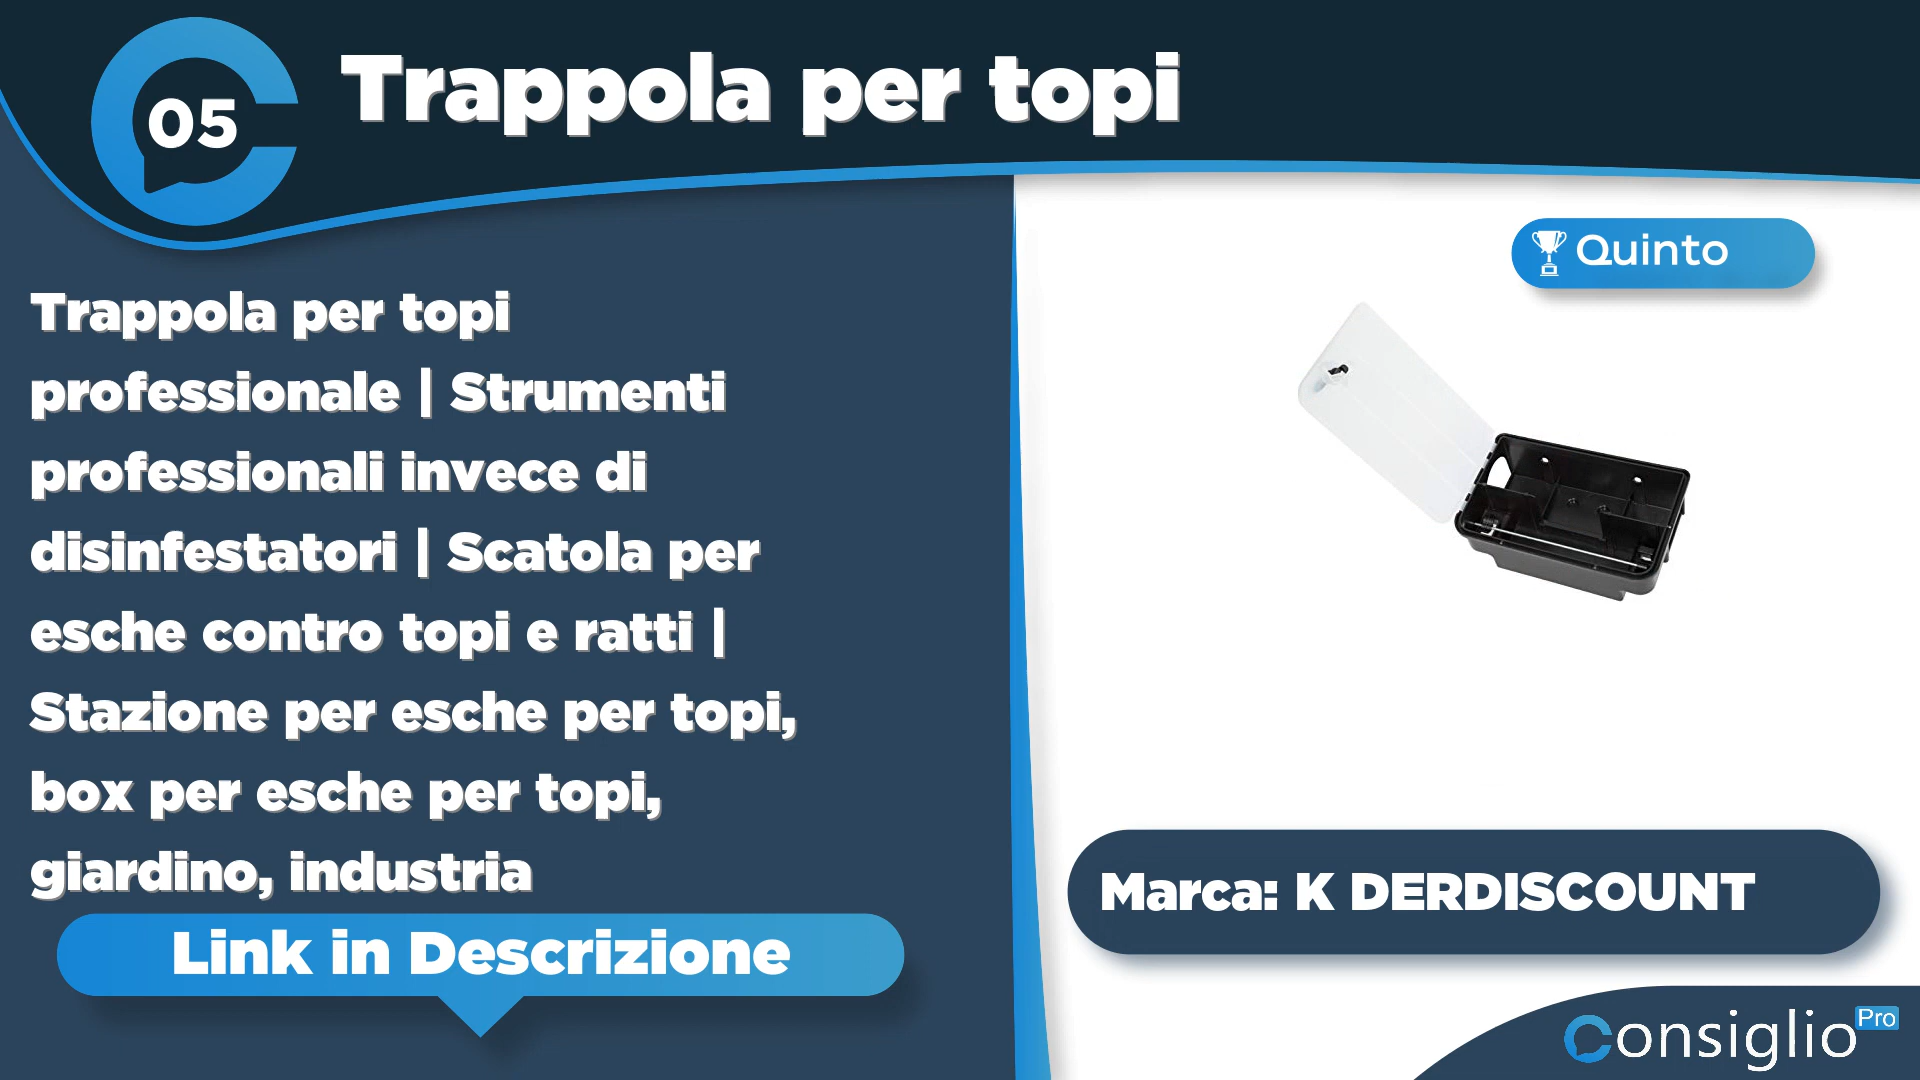 05
Trappola per topi
Quinto
Trappola per topi
professionale | Strumenti
professionali invece di
disinfestatori | Scatola per
esche contro topi e ratti |
Stazione per esche per topi,
box per esche per topi,
giardino, industria
Link in Descrizione
Marca: K DERDISCOUNT
Consiglio Pro